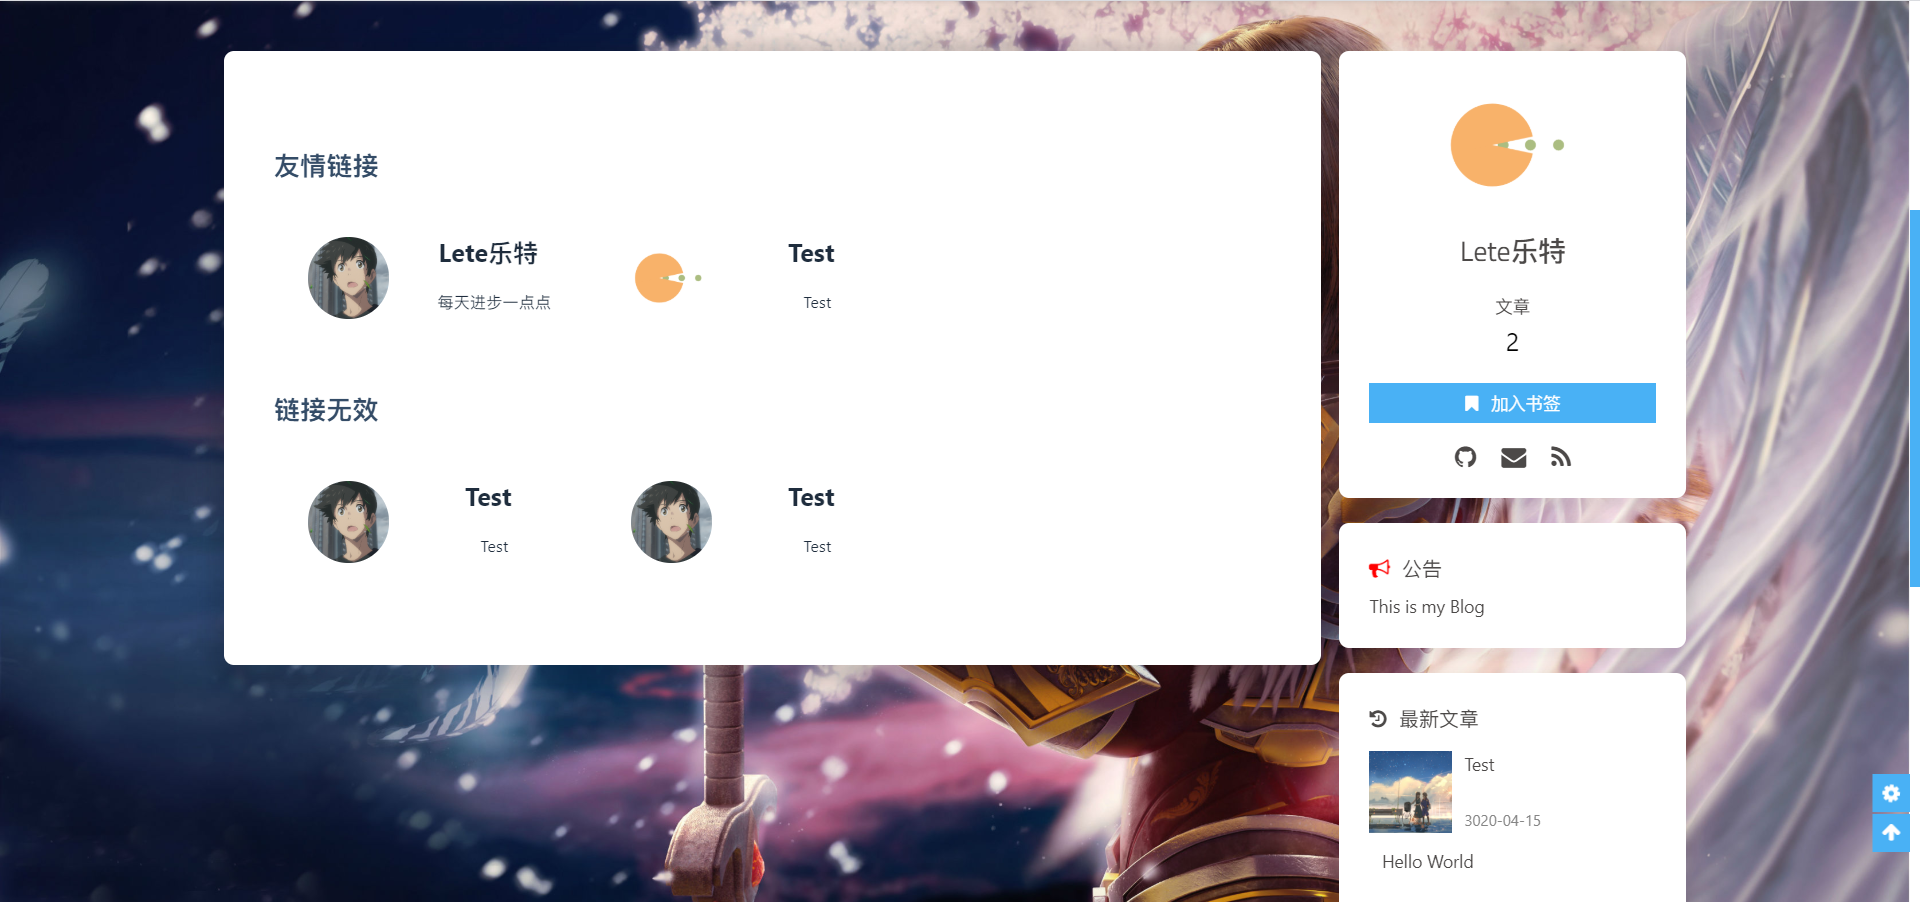 友情链接
Lete乐特
每天进步一点点
Test
Test
链接无效
Test
Test
Test
Test
Lete乐特
文章
2
加入书签
公告
This is my Blog
最新文章
Test
3020-04-15
Hello World